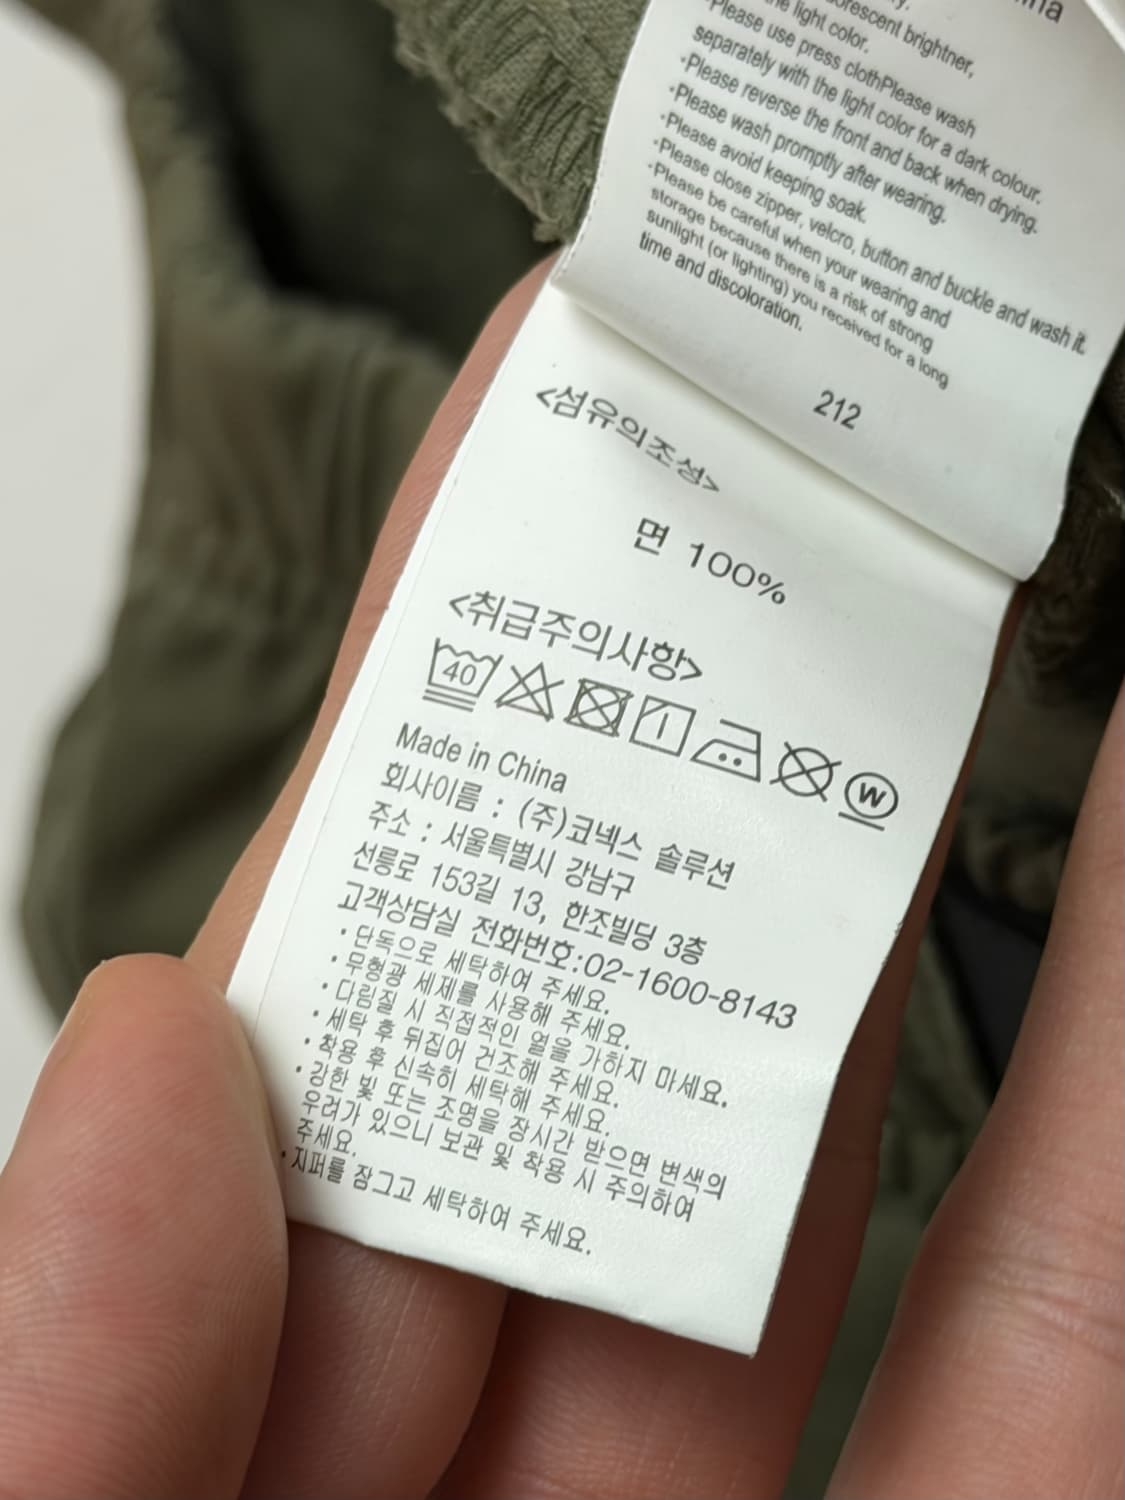 fluorescent brightner,
the light color.
·Please use press clothPlease wash
separately with the light color for a dark colour.
·Please reverse the front and back when drying.
·Please wash promptly after wearing.
·Please avoid keeping soak.
·Please close zipper, velcro, button and buckle and wash it.
·Please be careful when your wearing and
storage because there is a risk of strong
sunlight (or lighting) you received for a long
time and discoloration.
212
<섬유의조성>
면 100%
<취급주의사항>
40
W
Made in China
회사이름 : (주)코넥스 솔루션
주소 : 서울특별시 강남구
선릉로 153길 13, 한조빌딩 3층
고객상담실 전화번호:02-1600-8143
·단독으로 세탁하여 주세요.
·무형광 세제를 사용해 주세요.
·다림질 시 직접적인 열을 가하지 마세요.
·세탁 후 뒤집어 건조해 주세요.
·착용 후 신속히 세탁해 주세요.
·강한 빛 또는 조명을 장시간 받으면 변색의
우려가 있으니 보관 및 착용 시 주의하여
주세요.
·지퍼를 잠그고 세탁하여 주세요.